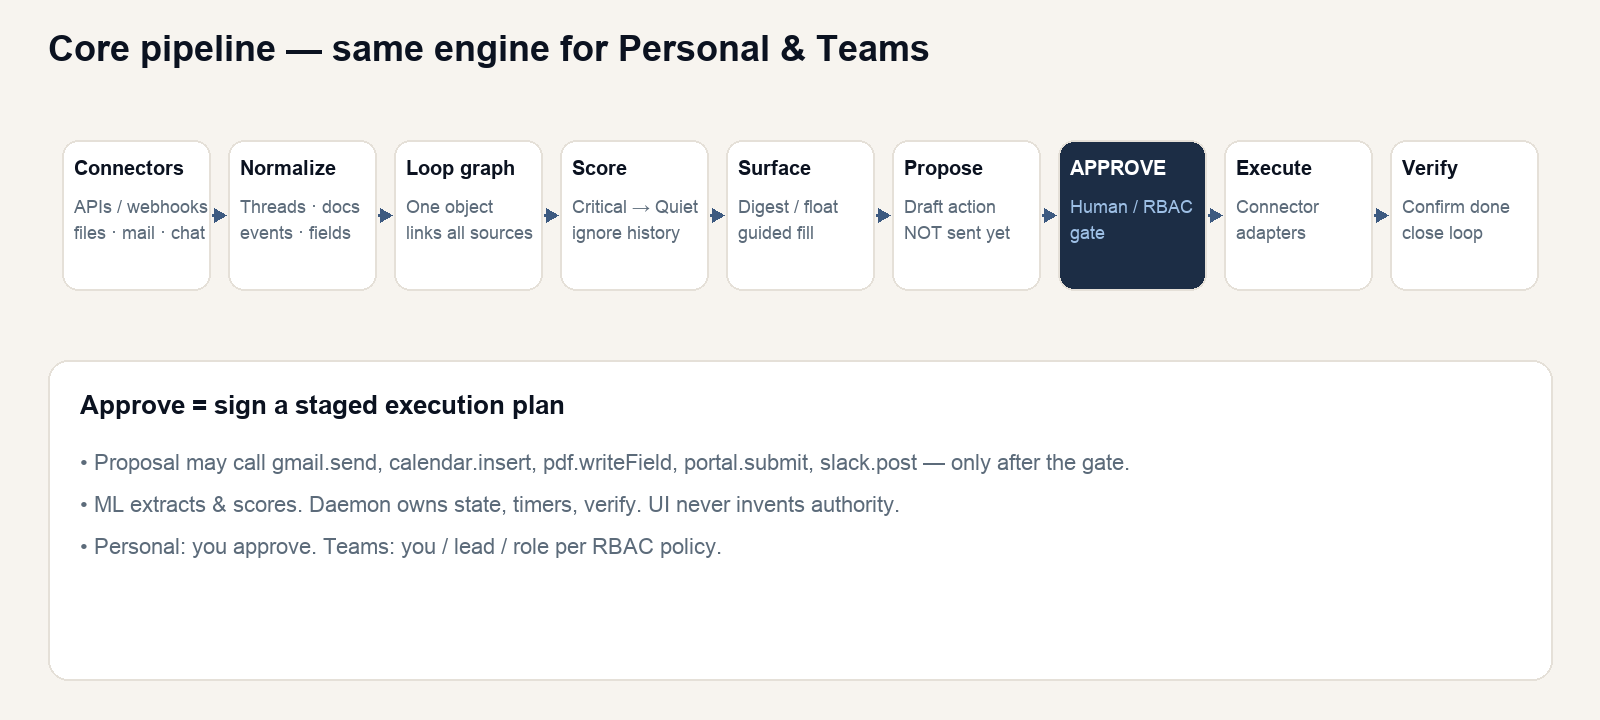 Core pipeline — same engine for Personal & Teams
Connectors
APIs / webhooks
files · mail · chat
Normalize
Threads · docs
events · fields
Loop graph
One object
links all sources
Score
Critical → Quiet
ignore history
Surface
Digest / float
guided fill
Propose
Draft action
NOT sent yet
APPROVE
Human / RBAC
gate
Execute
Connector
adapters
Verify
Confirm done
close loop
Approve = sign a staged execution plan
• Proposal may call gmail.send, calendar.insert, pdf.writeField, portal.submit, slack.post — only after the gate.
• ML extracts & scores. Daemon owns state, timers, verify. UI never invents authority.
• Personal: you approve. Teams: you / lead / role per RBAC policy.